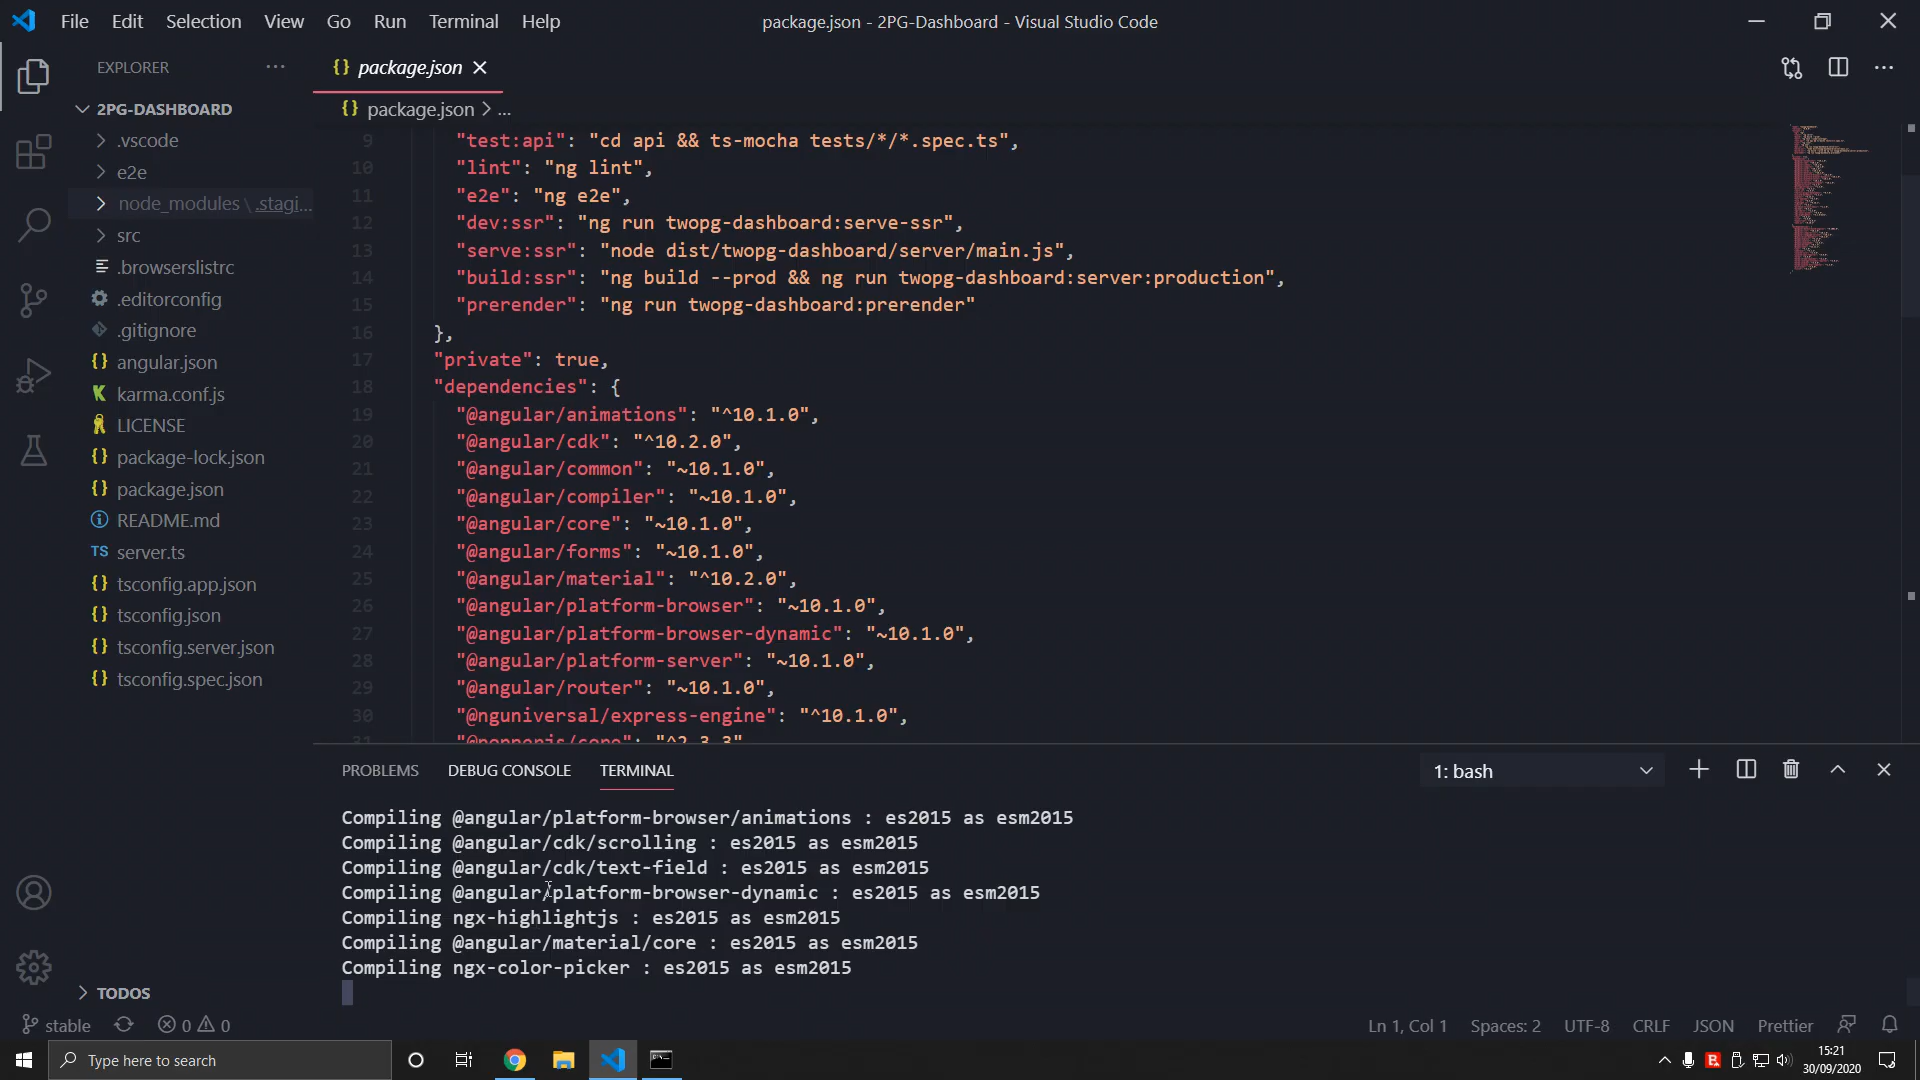 File Edit Selection View Go Run Terminal Help
package.json - 2PG-Dashboard - Visual Studio Code
EXPLORER
{} package.json
2PG-DASHBOARD
{} package.json > ...
.vscode
e2e
node_modules \ .stagi...
src
.browserslistrc
.editorconfig
.gitignore
{} angular.json
K karma.conf.js
LICENSE
{} package-lock.json
{} package.json
README.md
TS server.ts
{} tsconfig.app.json
{} tsconfig.json
{} tsconfig.server.json
{} tsconfig.spec.json
TODOS
9 "test:api": "cd api && ts-mocha tests/*/*.spec.ts",
10 "lint": "ng lint",
11 "e2e": "ng e2e",
12 "dev:ssr": "ng run twopg-dashboard:serve-ssr",
13 "serve:ssr": "node dist/twopg-dashboard/server/main.js",
14 "build:ssr": "ng build --prod && ng run twopg-dashboard:server:production",
15 "prerender": "ng run twopg-dashboard:prerender"
16 },
17 "private": true,
18 "dependencies": {
19 "@angular/animations": "^10.1.0",
20 "@angular/cdk": "^10.2.0",
21 "@angular/common": "~10.1.0",
22 "@angular/compiler": "~10.1.0",
23 "@angular/core": "~10.1.0",
24 "@angular/forms": "~10.1.0",
25 "@angular/material": "^10.2.0",
26 "@angular/platform-browser": "~10.1.0",
27 "@angular/platform-browser-dynamic": "~10.1.0",
28 "@angular/platform-server": "~10.1.0",
29 "@angular/router": "~10.1.0",
30 "@nguniversal/express-engine": "^10.1.0",
31 "@popperjs/core": "^2.3.3"
PROBLEMS DEBUG CONSOLE TERMINAL
1: bash
Compiling @angular/platform-browser/animations : es2015 as esm2015
Compiling @angular/cdk/scrolling : es2015 as esm2015
Compiling @angular/cdk/text-field : es2015 as esm2015
Compiling @angular/platform-browser-dynamic : es2015 as esm2015
Compiling ngx-highlightjs : es2015 as esm2015
Compiling @angular/material/core : es2015 as esm2015
Compiling ngx-color-picker : es2015 as esm2015
stable 0 0
Ln 1, Col 1 Spaces: 2 UTF-8 CRLF JSON Prettier
Type here to search
15:21
30/09/2020